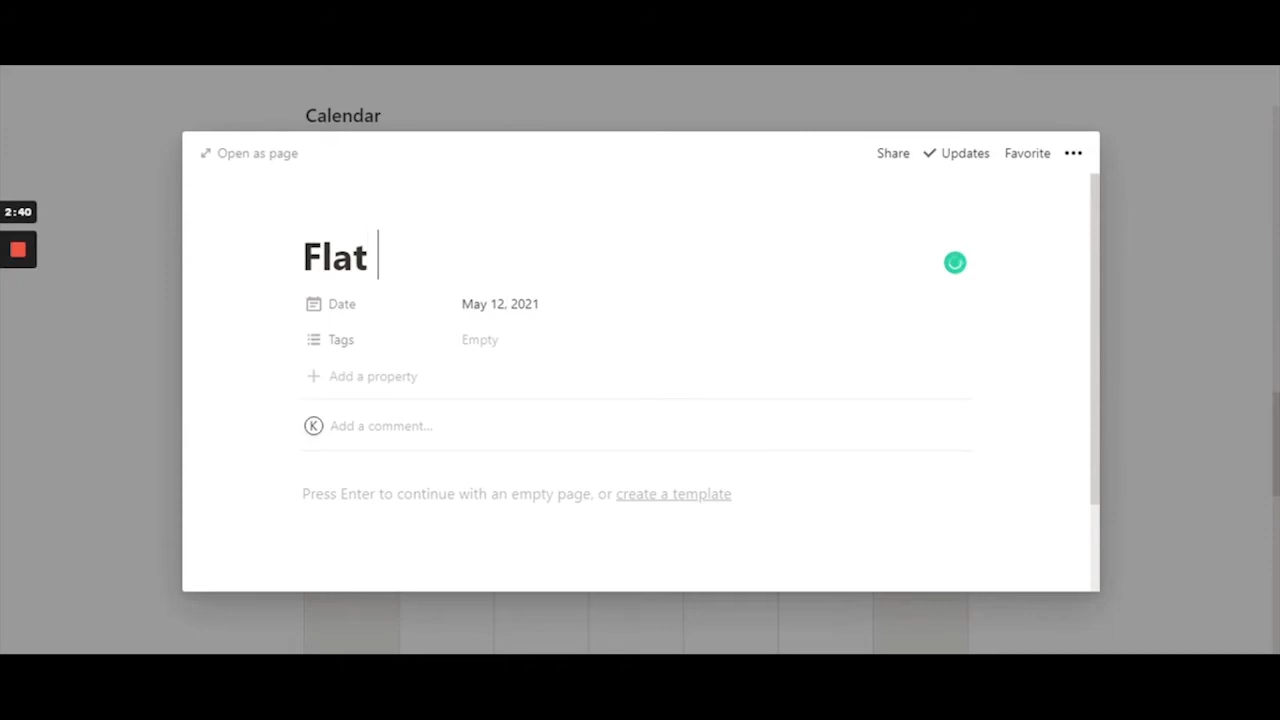 Calendar
Open as page
Share Updates Favorite
2:40
Flat
Date May 12, 2021
Tags Empty
Add a property
K Add a comment...
Press Enter to continue with an empty page, or create a template